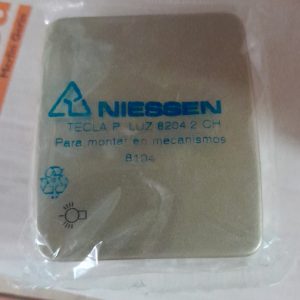 NIESSEN
TECLA P. LUZ 8204.2 CH
Para montar en mecanismos
8104